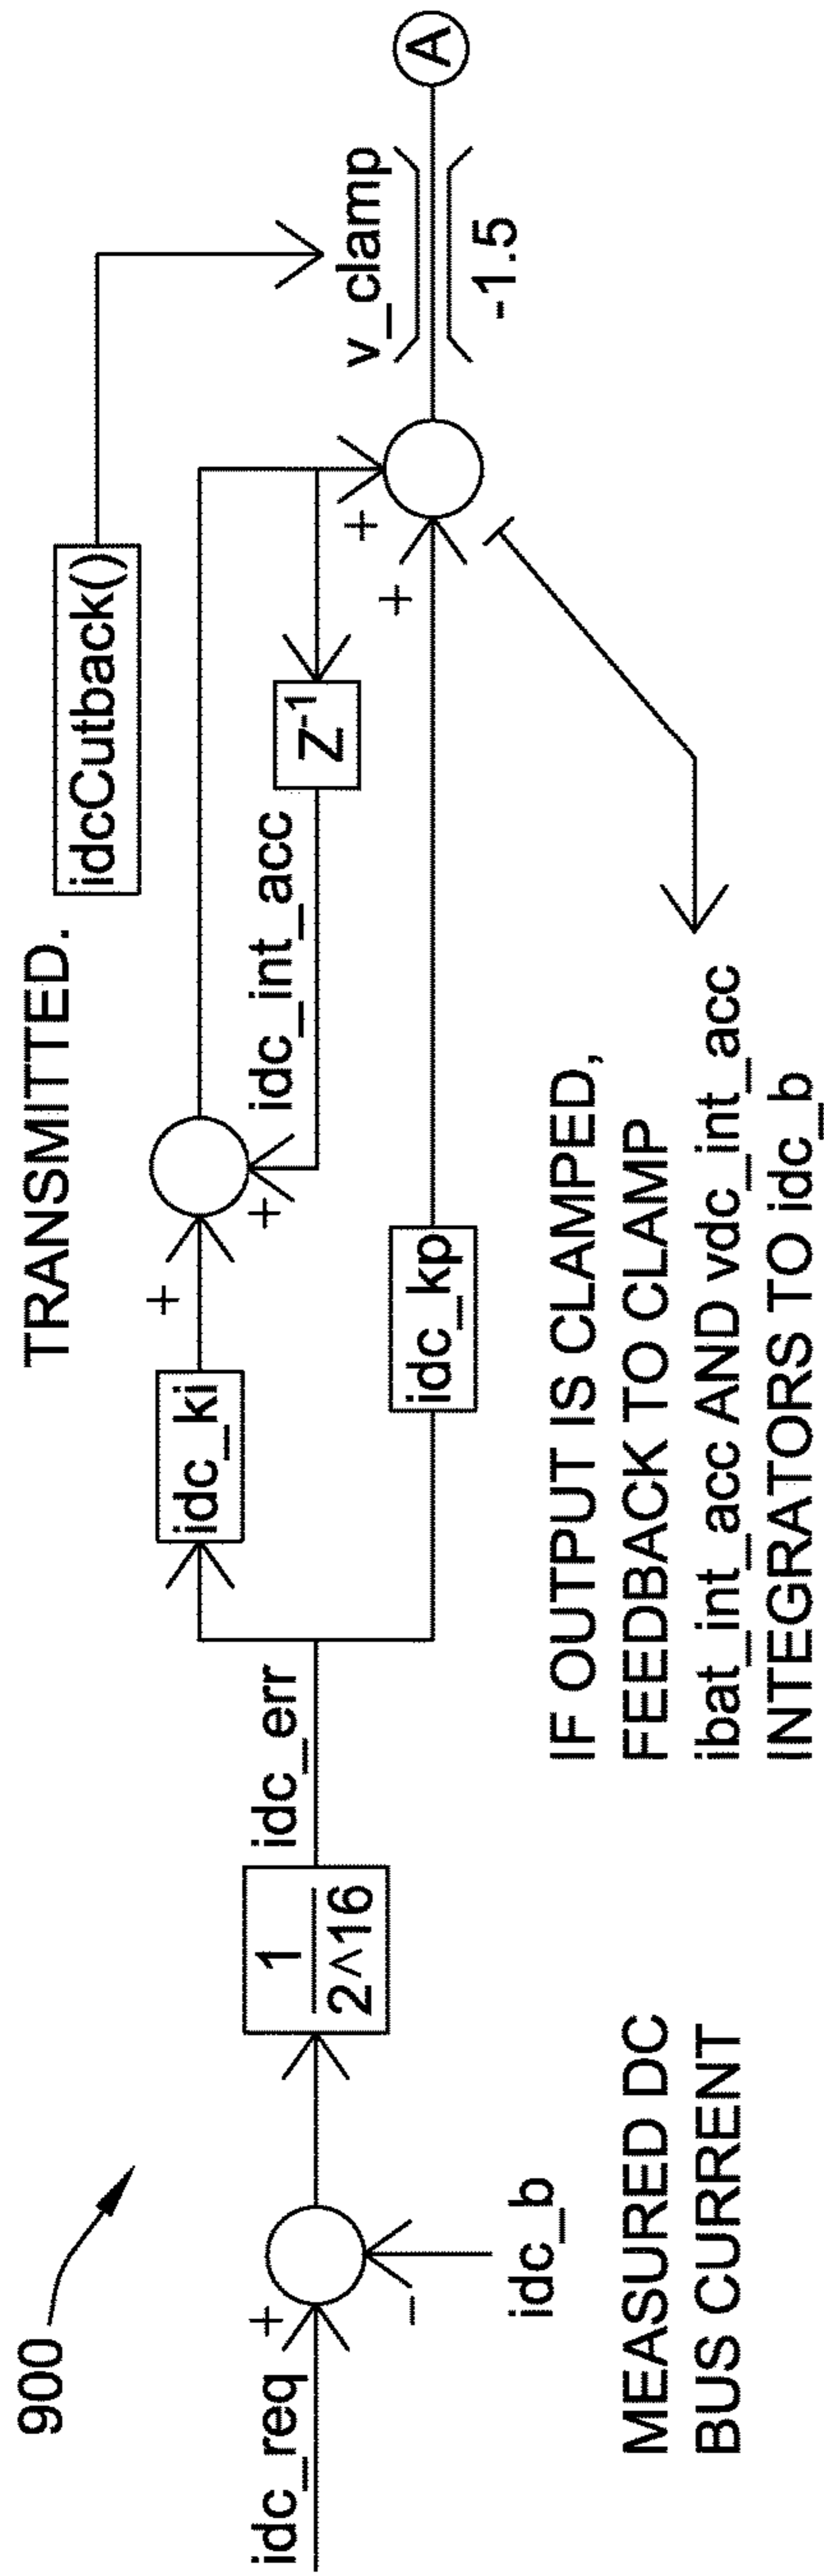 900
TRANSMITTED.
idcCutback()
idc_req
+
−
idc_b
MEASURED DC
BUS CURRENT
1
2^16
idc_err
idc_ki
+
+
idc_int_acc
Z-1
idc_kp
+
+
v_clamp
-1.5
A
IF OUTPUT IS CLAMPED,
FEEDBACK TO CLAMP
ibat_int_acc AND vdc_int_acc
INTEGRATORS TO idc_b